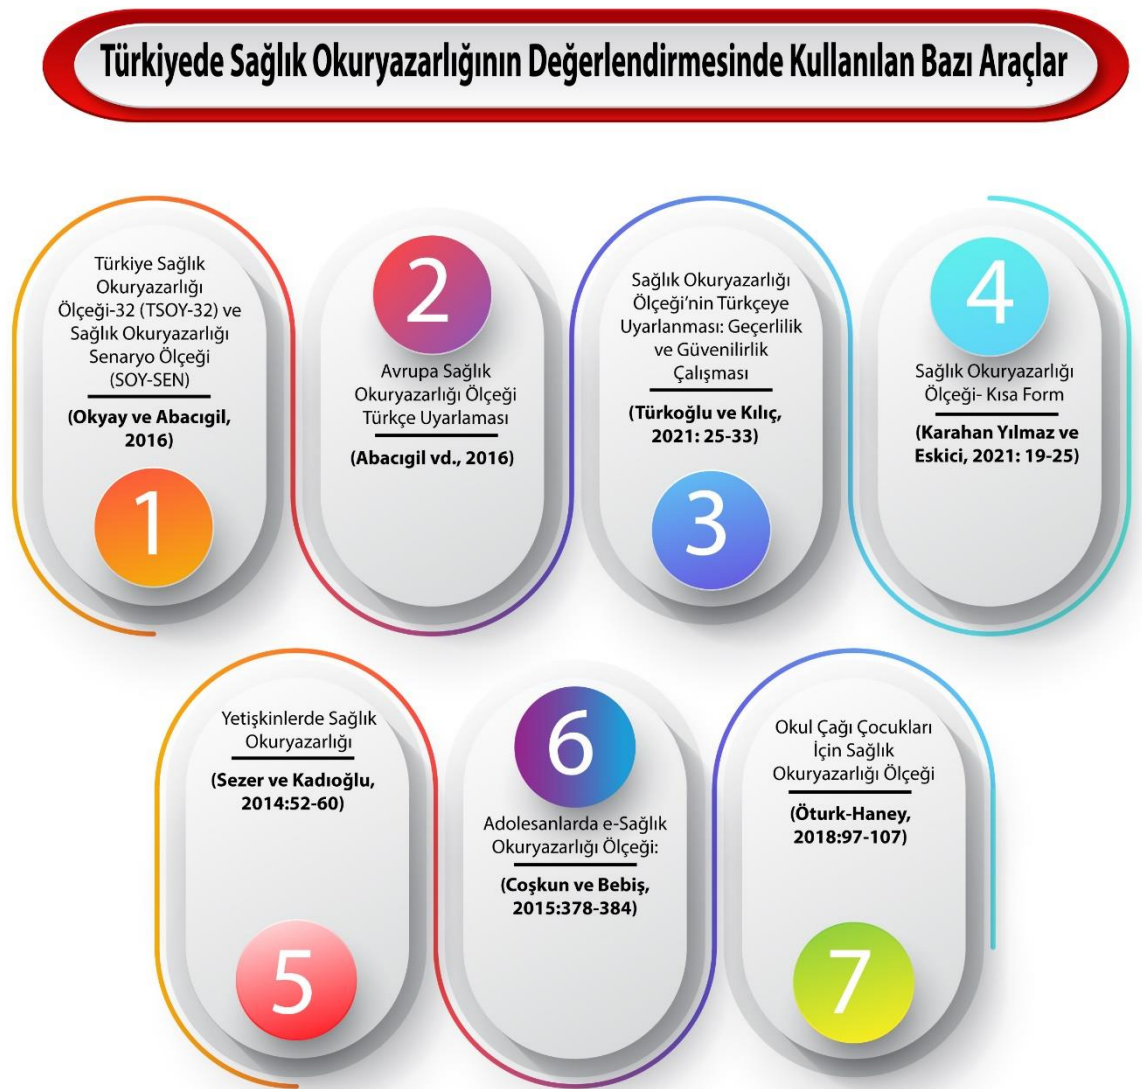 Türkiyede Sağlık Okuryazarlığının Değerlendirmesinde Kullanılan Bazı Araçlar
Türkiye Sağlık
Okuryazarlığı
Ölçeği-32 (TSOY-32) ve
Sağlık Okuryazarlığı
Senaryo Ölçeği
(SOY-SEN)
(Okyay ve Abacıgil,
2016)
1
2
Avrupa Sağlık
Okuryazarlığı Ölçeği
Türkçe Uyarlaması
(Abacıgil vd., 2016)
Sağlık Okuryazarlığı
Ölçeği’nin Türkçeye
Uyarlanması: Geçerlilik
ve Güvenilirlik
Çalışması
(Türkoğlu ve Kılıç,
2021: 25-33)
3
4
Sağlık Okuryazarlığı
Ölçeği- Kısa Form
(Karahan Yılmaz ve
Eskici, 2021: 19-25)
Yetişkinlerde Sağlık
Okuryazarlığı
(Sezer ve Kadıoğlu,
2014:52-60)
5
6
Adolesanlarda e-Sağlık
Okuryazarlığı Ölçeği:
(Coşkun ve Bebiş,
2015:378-384)
Okul Çağı Çocukları
İçin Sağlık
Okuryazarlığı Ölçeği
(Öturk-Haney,
2018:97-107)
7